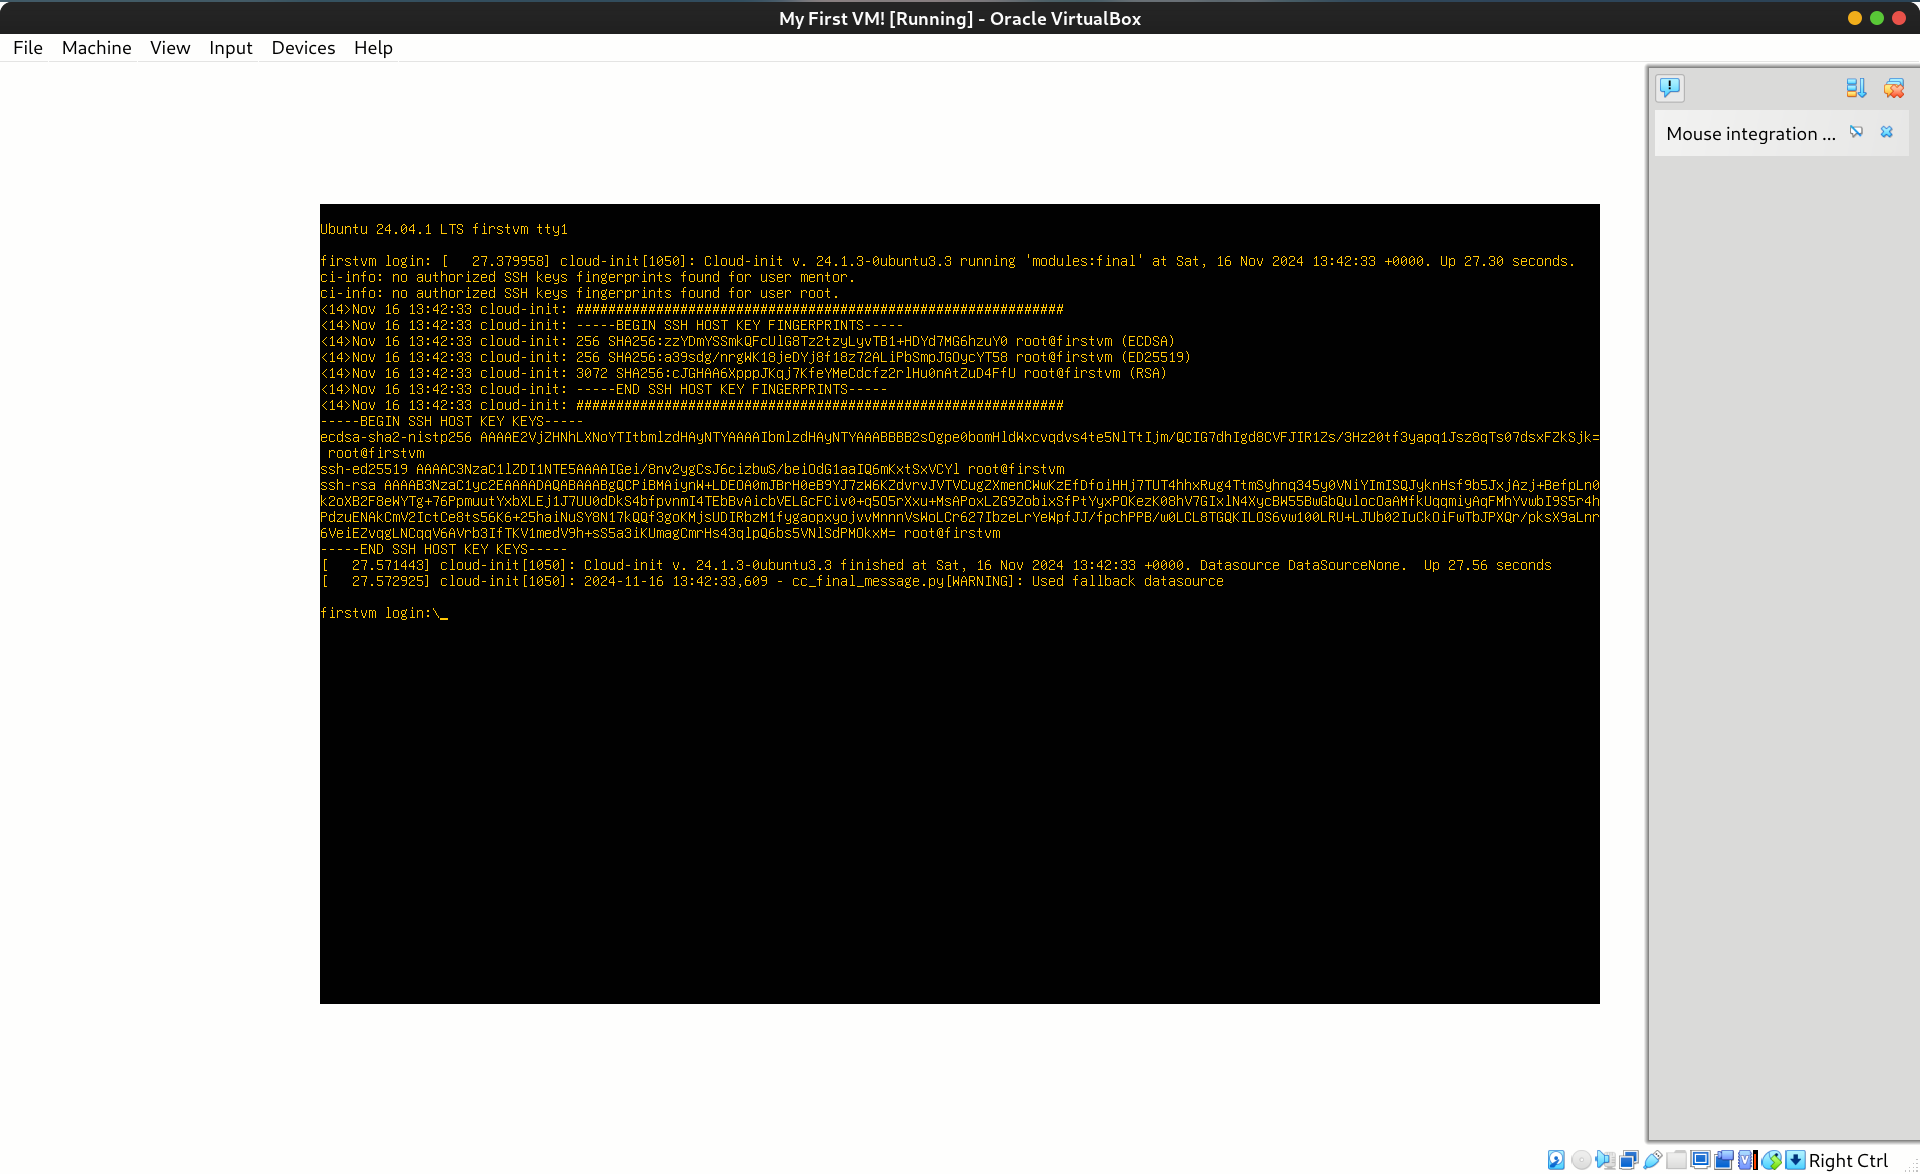 My First VM! [Running] - Oracle VirtualBox
File Machine View Input Devices Help
Mouse integration ...
Ubuntu 24.04.1 LTS firstvm tty1
firstvm login: [   27.379958] cloud-init[1050]: Cloud-init v. 24.1.3-0ubuntu3.3 running 'modules:final' at Sat, 16 Nov 2024 13:42:33 +0000. Up 27.30 seconds.
ci-info: no authorized SSH keys fingerprints found for user mentor.
ci-info: no authorized SSH keys fingerprints found for user root.
<14>Nov 16 13:42:33 cloud-init: #############################################################
<14>Nov 16 13:42:33 cloud-init: -----BEGIN SSH HOST KEY FINGERPRINTS-----
<14>Nov 16 13:42:33 cloud-init: 256 SHA256:zzYDmYSSmkQFcUlG8Tz2tzyLyvTB1+HDYd7MG6hzuY0 root@firstvm (ECDSA)
<14>Nov 16 13:42:33 cloud-init: 256 SHA256:a39sdg/nrgWK18jeDYj8f18z72ALiPbSmpJGOycYT58 root@firstvm (ED25519)
<14>Nov 16 13:42:33 cloud-init: 3072 SHA256:cJGHAA6XpppJKqj7KfeYMeCdcfz2rlHu0nAtZuD4FfU root@firstvm (RSA)
<14>Nov 16 13:42:33 cloud-init: -----END SSH HOST KEY FINGERPRINTS-----
<14>Nov 16 13:42:33 cloud-init: #############################################################
-----BEGIN SSH HOST KEY KEYS-----
ecdsa-sha2-nistp256 AAAAE2VjZHNhLXNoYTItbmlzdHAyNTYAAAAIbmlzdHAyNTYAAABBBB2sOgpe0bomHldWxcvqdvs4te5NlTtIjm/QCIG7dhIgd8CVFJIR1Zs/3Hz20tf3yapq1Jsz8qTs07dsxFZkSjk=
root@firstvm
ssh-ed25519 AAAAC3NzaC1lZDI1NTE5AAAAIGei/8nv2ygCsJ6cizbwS/beiOdG1aaIQ6mKxtSxVCYl root@firstvm
ssh-rsa AAAAB3NzaC1yc2EAAAADAQABAAABgQCPiBMAiynW+LDEOA0mJBrH0eB9YJ7zW6KZdvrvJVTVCugZXmenCWwKzEfDfoiHHj7TUT4hhxRug4TtmSyhnq345y0VNiYImISQJyknHsf9b5JxjAzj+BefpLn0
k2oXB2F8eWYTg+76PpmuutYxbXLEj1J7UU0dDkS4bfpvnmI4TEbBvAicbVELGcFCiv0+q5O5rXxu+MsAPoxLZG9ZobixSfPtYyxPOKezK08hV7GIxlN4XycBW55BwGbQulocOaAMfkUqqmiyAqFMhYvwbI9S5r4h
PdzuENAkCmV2IctCe8ts56K6+25haiNuSY8N17kQQf3goKMjsUDIRbzM1fygaopxyojvvMnnnVsWoLCr627IbzeLrYeWpfJJ/fpchPPB/w0LCL8TGQKILOS6vw100LRU+LJUb02IuCkOiFwTbJPXQr/pksX9aLnr
6VeiEZvqgLNCqqV6AVrb3IfTKV1medV9h+sS5a3iKUmagCmrHs43qlpQ6bs5VNlSdPMOkxM= root@firstvm
-----END SSH HOST KEY KEYS-----
[   27.571443] cloud-init[1050]: Cloud-init v. 24.1.3-0ubuntu3.3 finished at Sat, 16 Nov 2024 13:42:33 +0000. Datasource DataSourceNone.  Up 27.56 seconds
[   27.572925] cloud-init[1050]: 2024-11-16 13:42:33,609 - cc_final_message.py[WARNING]: Used fallback datasource
firstvm login:\_
Right Ctrl